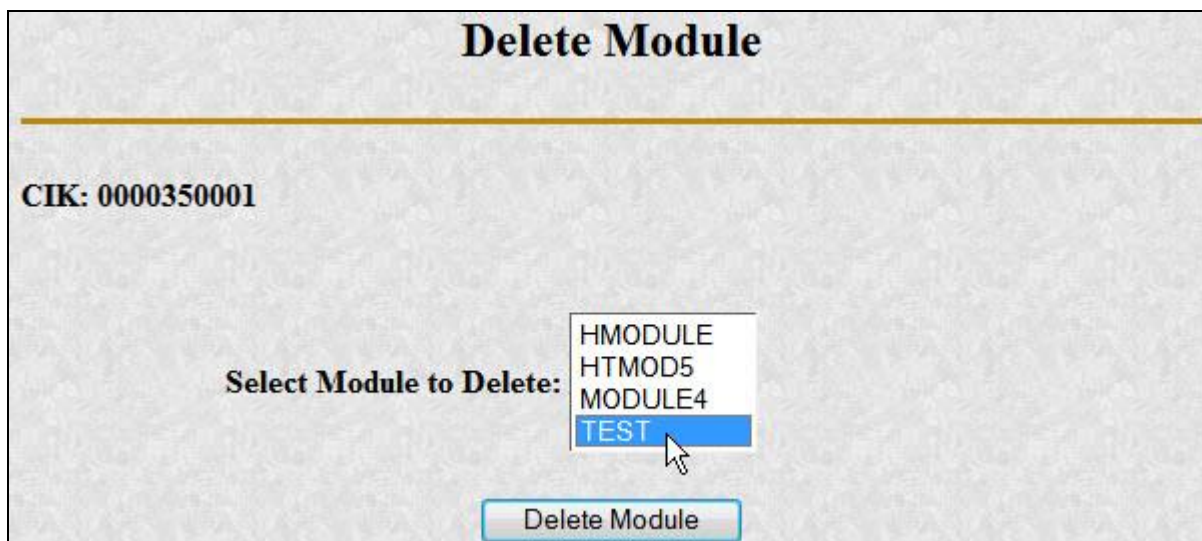 Delete Module
CIK: 0000350001
Select Module to Delete:
HMODULE
HTMOD5
MODULE4
TEST
Delete Module